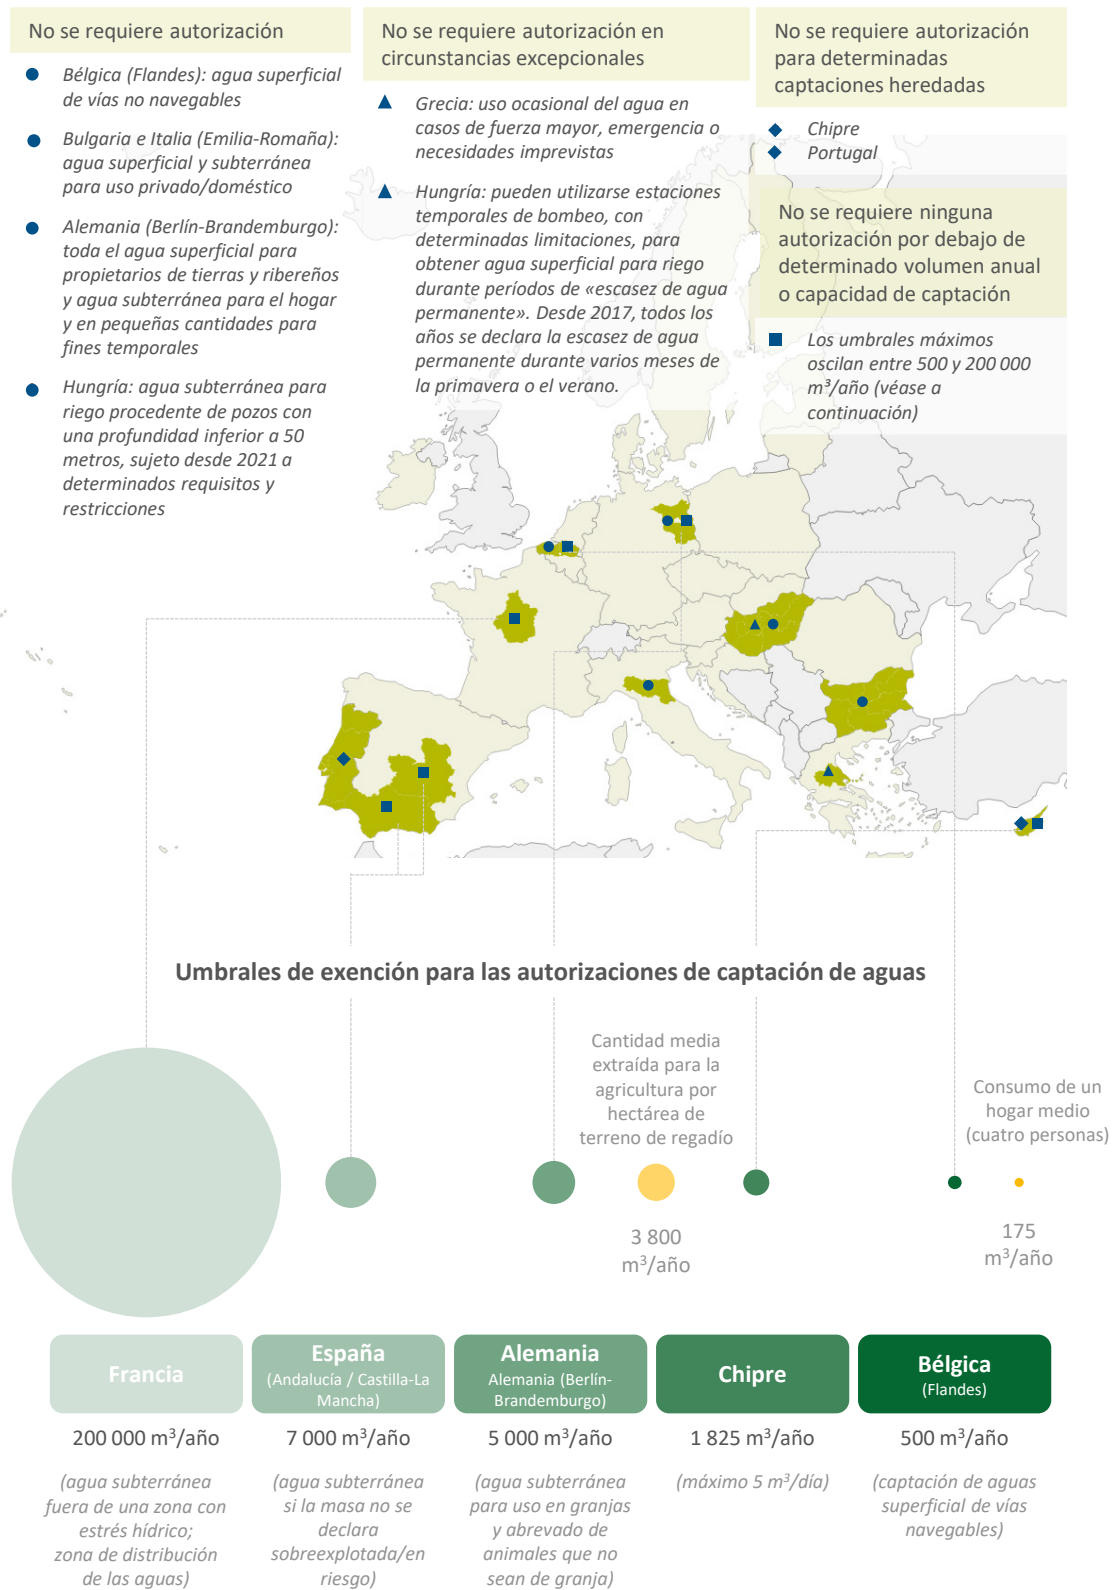 No se requiere autorización
Bélgica (Flandes): agua superficial
de vías no navegables
Bulgaria e Italia (Emilia-Romaña):
agua superficial y subterránea
para uso privado/doméstico
Alemania (Berlín-Brandemburgo):
toda el agua superficial para
propietarios de tierras y ribereños
y agua subterránea para el hogar
y en pequeñas cantidades para
fines temporales
Hungría: agua subterránea para
riego procedente de pozos con
una profundidad inferior a 50
metros, sujeto desde 2021 a
determinados requisitos y
restricciones
No se requiere autorización en
circunstancias excepcionales
Grecia: uso ocasional del agua en
casos de fuerza mayor, emergencia o
necesidades imprevistas
Hungría: pueden utilizarse estaciones
temporales de bombeo, con
determinadas limitaciones, para
obtener agua superficial para riego
durante períodos de «escasez de agua
permanente». Desde 2017, todos los
años se declara la escasez de agua
permanente durante varios meses de
la primavera o el verano.
No se requiere autorización
para determinadas
captaciones heredadas
Chipre
Portugal
No se requiere ninguna
autorización por debajo de
determinado volumen anual
o capacidad de captación
Los umbrales máximos
oscilan entre 500 y 200 000
m³/año (véase a
continuación)
Umbrales de exención para las autorizaciones de captación de aguas
Cantidad media
extraída para la
agricultura por
hectárea de
terreno de regadío
3 800
m³/año
Consumo de un
hogar medio
(cuatro personas)
175
m³/año
Francia
200 000 m³/año
(agua subterránea
fuera de una zona con
estrés hídrico;
zona de distribución
de las aguas)
España
(Andalucía / Castilla-La
Mancha)
7 000 m³/año
(agua subterránea
si la masa no se
declara
sobreexplotada/en
riesgo)
Alemania
Alemania (Berlín-
Brandemburgo)
5 000 m³/año
(agua subterránea
para uso en granjas
y abrevado de
animales que no
sean de granja)
Chipre
1 825 m³/año
(máximo 5 m³/día)
Bélgica
(Flandes)
500 m³/año
(captación de aguas
superficial de vías
navegables)